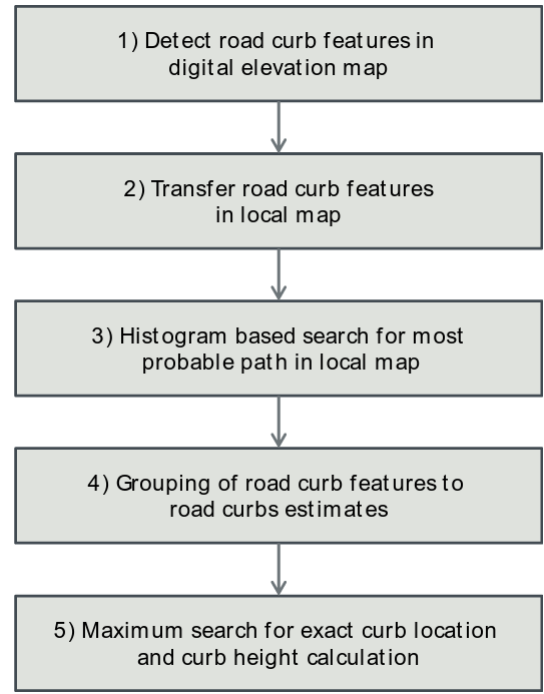 1) Detect road curb features in
digital elevation map
2) Transfer road curb features
in local map
3) Histogram based search for most
probable path in local map
4) Grouping of road curb features to
road curbs estimates
5) Maximum search for exact curb location
and curb height calculation